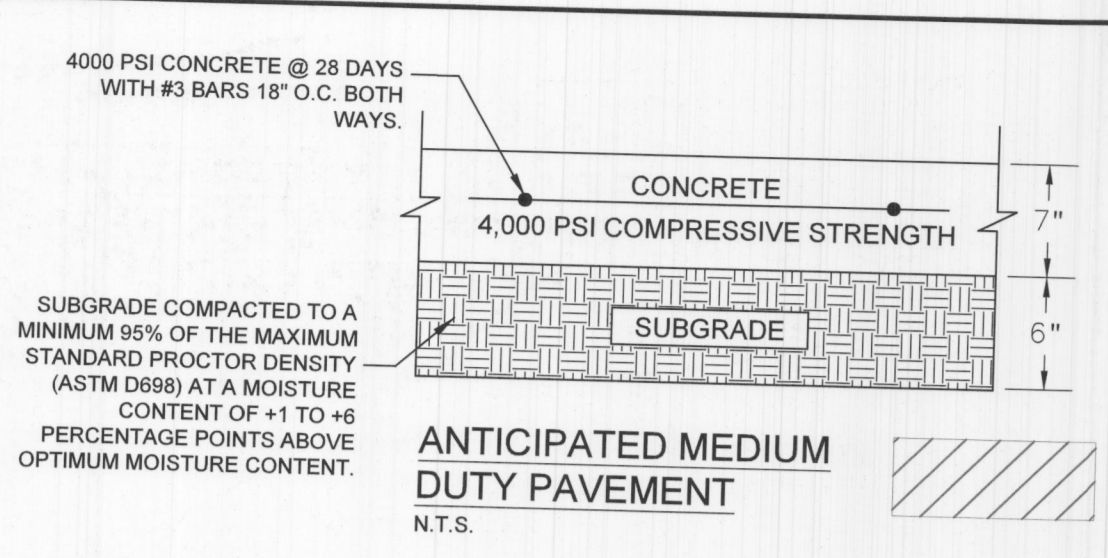 4000 PSI CONCRETE @ 28 DAYS
WITH #3 BARS 18" O.C. BOTH
WAYS.
CONCRETE
4,000 PSI COMPRESSIVE STRENGTH
7"
SUBGRADE COMPACTED TO A
MINIMUM 95% OF THE MAXIMUM
STANDARD PROCTOR DENSITY
(ASTM D698) AT A MOISTURE
CONTENT OF +1 TO +6
PERCENTAGE POINTS ABOVE
OPTIMUM MOISTURE CONTENT.
SUBGRADE
6"
ANTICIPATED MEDIUM
DUTY PAVEMENT
N.T.S.